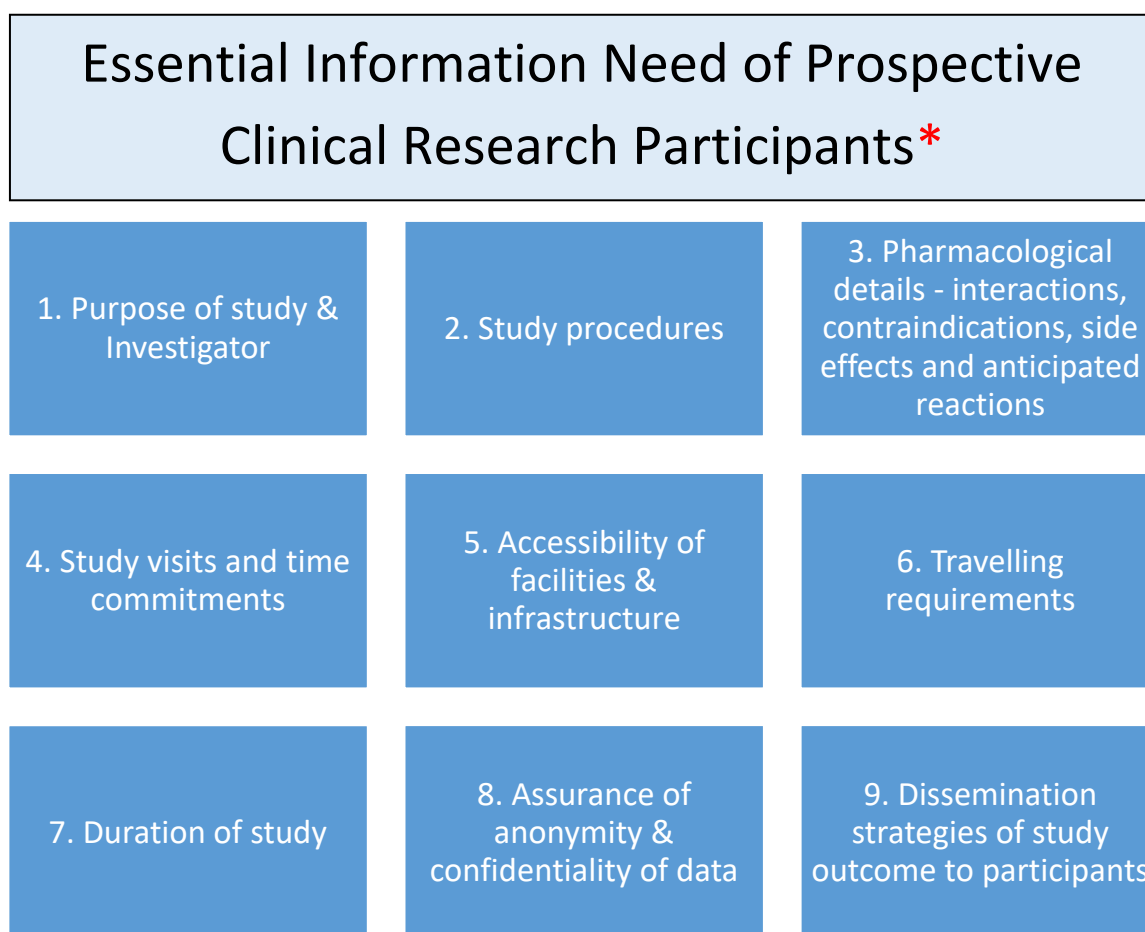 Essential Information Need of Prospective
Clinical Research Participants*
1. Purpose of study &
Investigator
2. Study procedures
3. Pharmacological
details - interactions,
contraindications, side
effects and anticipated
reactions
4. Study visits and time
commitments
5. Accessibility of
facilities &
infrastructure
6. Travelling
requirements
7. Duration of study
8. Assurance of
anonymity &
confidentiality of data
9. Dissemination
strategies of study
outcome to participants